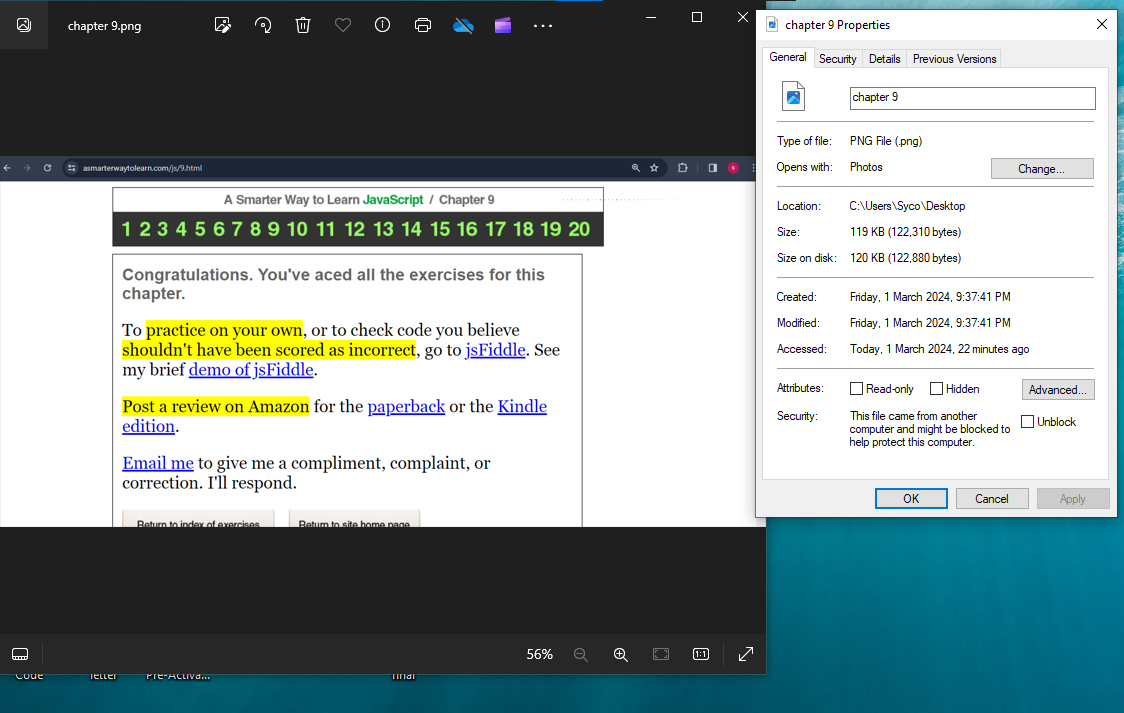 chapter 9.png
asmarterwaytolearn.com/js/9.html
A Smarter Way to Learn JavaScript / Chapter 9
1 2 3 4 5 6 7 8 9 10 11 12 13 14 15 16 17 18 19 20
Congratulations. You've aced all the exercises for this
chapter.
To practice on your own, or to check code you believe
shouldn't have been scored as incorrect, go to jsFiddle. See
my brief demo of jsFiddle.
Post a review on Amazon for the paperback or the Kindle
edition.
Email me to give me a compliment, complaint, or
correction. I'll respond.
Return to index of exercises Return to site home page
56% 1:1
Code letter Pre-Activa... final
chapter 9 Properties
General Security Details Previous Versions
chapter 9
Type of file: PNG File (.png)
Opens with: Photos Change...
Location: C:\Users\Syco\Desktop
Size: 119 KB (122,310 bytes)
Size on disk: 120 KB (122,880 bytes)
Created: Friday, 1 March 2024, 9:37:41 PM
Modified: Friday, 1 March 2024, 9:37:41 PM
Accessed: Today, 1 March 2024, 22 minutes ago
Attributes: Read-only Hidden Advanced...
Security: This file came from another
computer and might be blocked to
help protect this computer.
Unblock
OK Cancel Apply